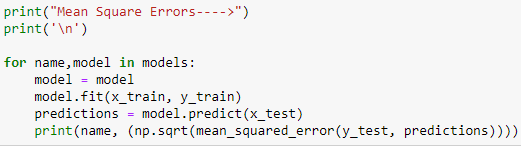 print("Mean Square Errors---->")
print('\n')
for name,model in models:
model = model
model.fit(x_train, y_train)
predictions = model.predict(x_test)
print(name, (np.sqrt(mean_squared_error(y_test, predictions))))